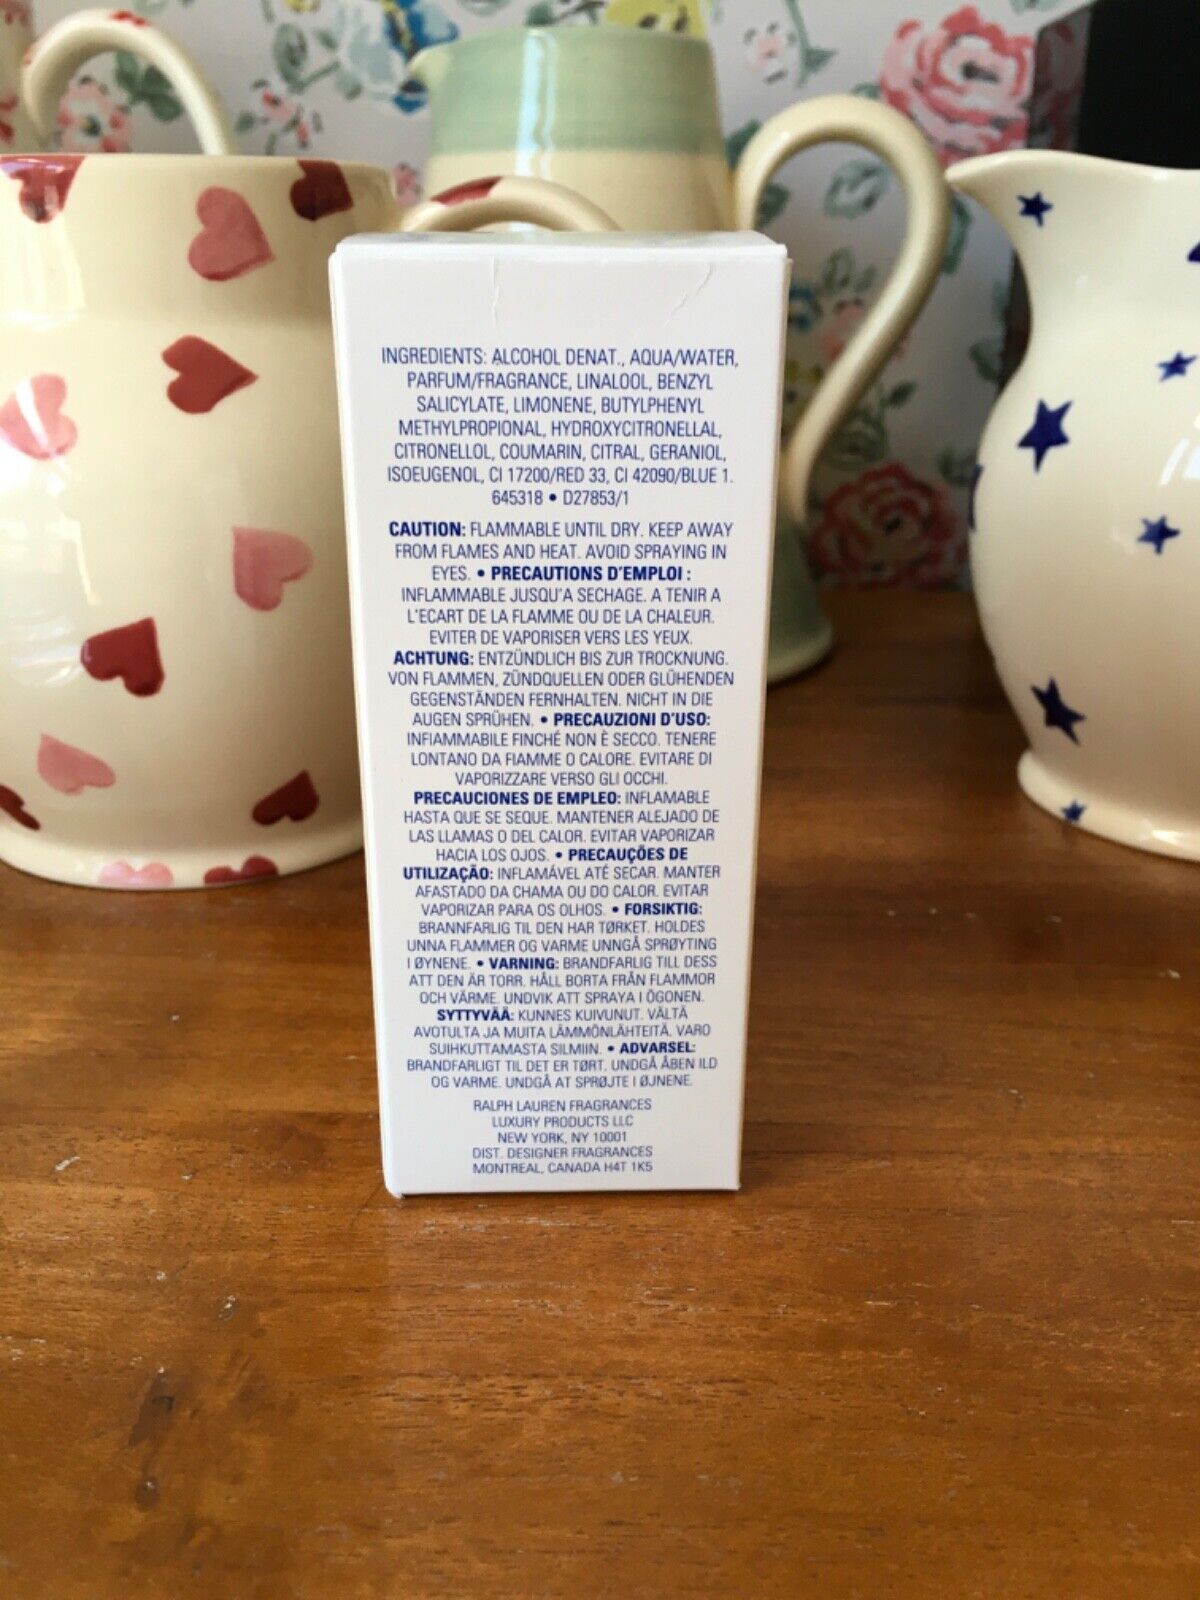 INGREDIENTS: ALCOHOL DENAT., AQUA/WATER,
PARFUM/FRAGRANCE, LINALOOL, BENZYL
SALICYLATE, LIMONENE, BUTYLPHENYL
METHYLPROPIONAL, HYDROXYCITRONELLAL,
CITRONELLOL, COUMARIN, CITRAL, GERANIOL,
ISOEUGENOL, CI 17200/RED 33, CI 42090/BLUE 1.
645318 • D27853/1
CAUTION: FLAMMABLE UNTIL DRY. KEEP AWAY
FROM FLAMES AND HEAT. AVOID SPRAYING IN
EYES. • PRECAUTIONS D'EMPLOI :
INFLAMMABLE JUSQU'A SECHAGE. A TENIR A
L'ECART DE LA FLAMME OU DE LA CHALEUR.
EVITER DE VAPORISER VERS LES YEUX.
ACHTUNG: ENTZÜNDLICH BIS ZUR TROCKNUNG.
VON FLAMMEN, ZÜNDQUELLEN ODER GLÜHENDEN
GEGENSTÄNDEN FERNHALTEN. NICHT IN DIE
AUGEN SPRÜHEN. • PRECAUZIONI D'USO:
INFIAMMABILE FINCHÉ NON È SECCO. TENERE
LONTANO DA FIAMME O CALORE. EVITARE DI
VAPORIZZARE VERSO GLI OCCHI.
PRECAUCIONES DE EMPLEO: INFLAMABLE
HASTA QUE SE SEQUE. MANTENER ALEJADO DE
LAS LLAMAS O DEL CALOR. EVITAR VAPORIZAR
HACIA LOS OJOS. • PRECAUÇÕES DE
UTILIZAÇÃO: INFLAMÁVEL ATÉ SECAR. MANTER
AFASTADO DA CHAMA OU DO CALOR. EVITAR
VAPORIZAR PARA OS OLHOS. • FORSIKTIG:
BRANNFARLIG TIL DEN HAR TØRKET. HOLDES
UNNA FLAMMER OG VARME UNNGÅ SPRØYTING
I ØYNENE. • VARNING: BRANDFARLIG TILL DESS
ATT DEN ÄR TORR. HÅLL BORTA FRÅN FLAMMOR
OCH VÄRME. UNDVIK ATT SPRAYA I ÖGONEN.
SYTTYVÄÄ: KUNNES KUIVUNUT. VÄLTÄ
AVOTULTA JA MUITA LÄMMÖNLÄHTEITÄ. VARO
SUIHKUTTAMASTA SILMIIN. • ADVARSEL:
BRANDFARLIGT TIL DET ER TØRT. UNDGÅ ÅBEN ILD
OG VARME. UNDGÅ AT SPRØJTE I ØJNENE.
RALPH LAUREN FRAGRANCES
LUXURY PRODUCTS LLC
NEW YORK, NY 10001
DIST. DESIGNER FRAGRANCES
MONTREAL, CANADA H4T 1K5